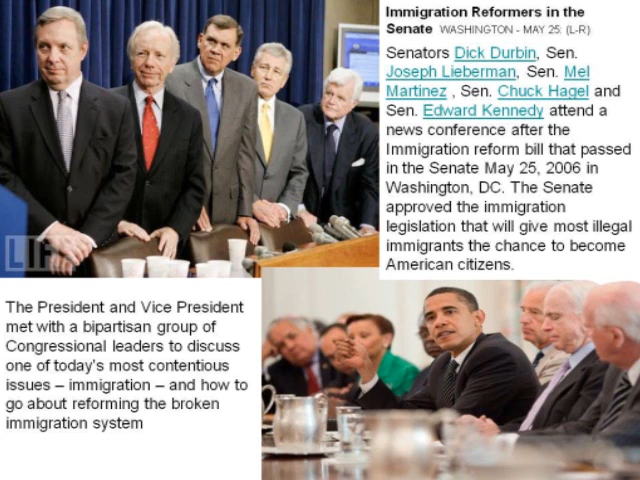 Immigration Reformers in the
Senate WASHINGTON - MAY 25: (L-R)
Senators Dick Durbin, Sen.
Joseph Lieberman, Sen. Mel
Martinez , Sen. Chuck Hagel and
Sen. Edward Kennedy attend a
news conference after the
Immigration reform bill that passed
in the Senate May 25, 2006 in
Washington, DC. The Senate
approved the immigration
legislation that will give most illegal
immigrants the chance to become
American citizens.
LIFE
The President and Vice President
met with a bipartisan group of
Congressional leaders to discuss
one of today's most contentious
issues – immigration – and how to
go about reforming the broken
immigration system